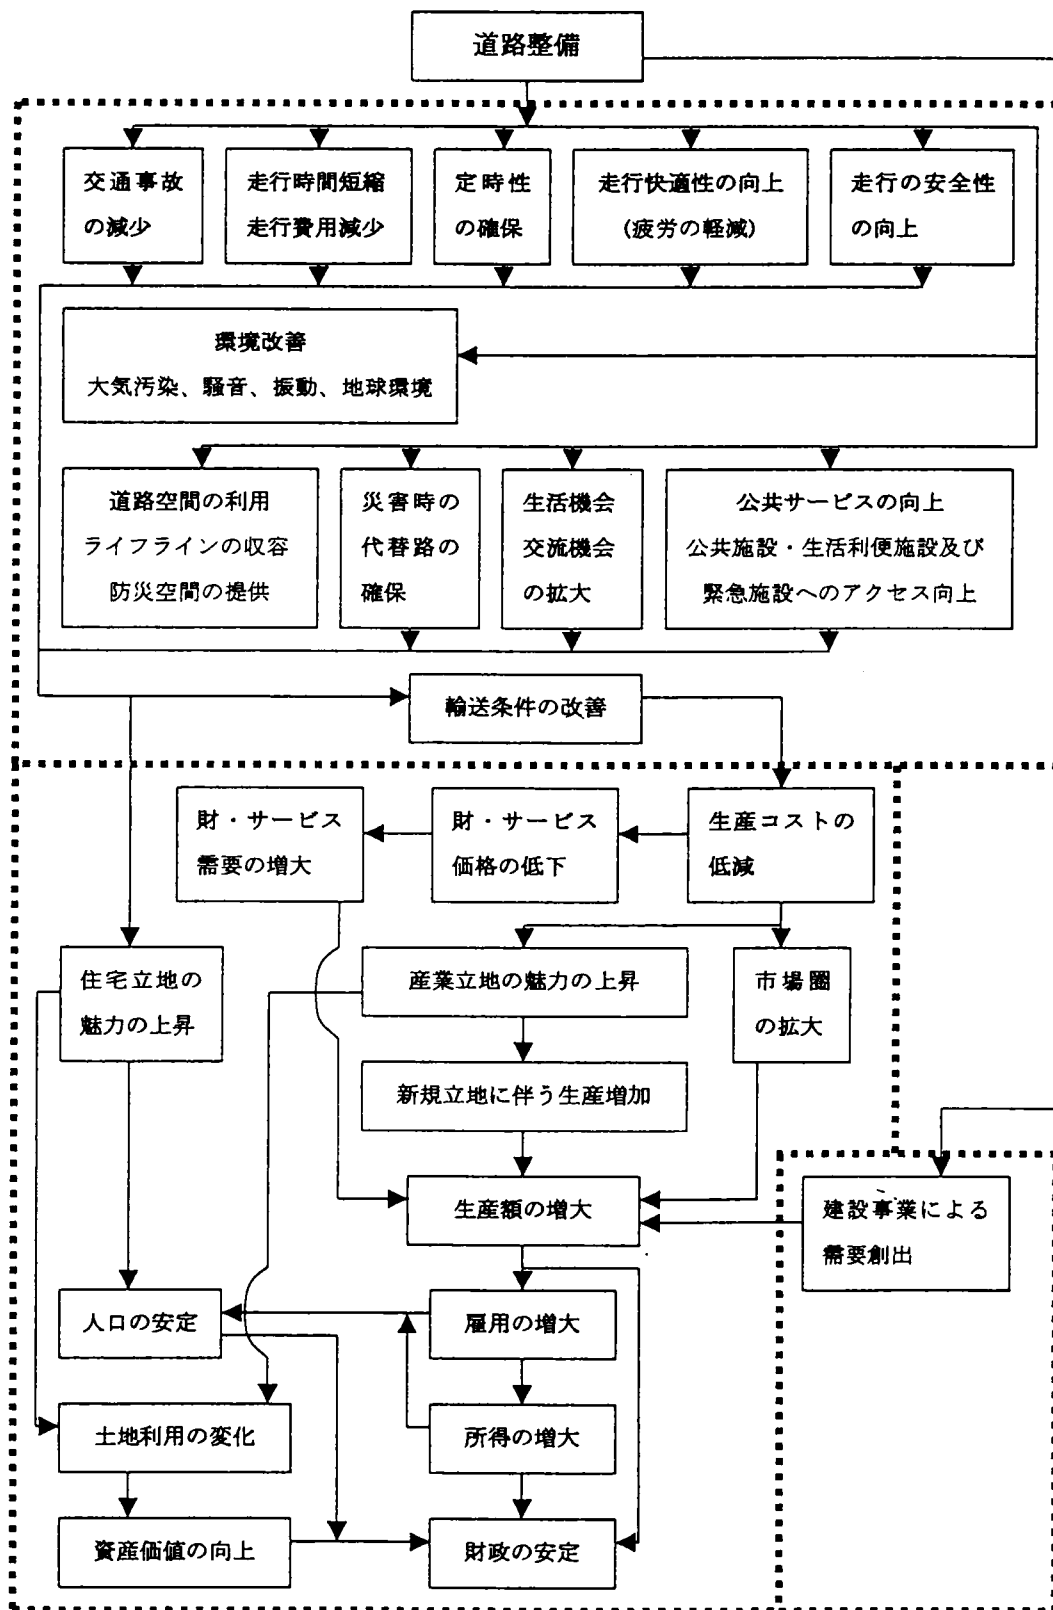 道路整備
交通事故
の減少
走行時間短縮
走行費用減少
定時性
の確保
走行快適性の向上
(疲労の軽減)
走行の安全性
の向上
環境改善
大気汚染、騒音、振動、地球環境
道路空間の利用
ライフラインの収容
防災空間の提供
災害時の
代替路の
確保
生活機会
交流機会
の拡大
公共サービスの向上
公共施設・生活利便施設及び
緊急施設へのアクセス向上
輸送条件の改善
財・サービス
需要の増大
財・サービス
価格の低下
生産コストの
低減
住宅立地の
魅力の上昇
産業立地の魅力の上昇
市場圏
の拡大
新規立地に伴う生産増加
生産額の増大
建設事業による
需要創出
人口の安定
雇用の増大
土地利用の変化
所得の増大
資産価値の向上
財政の安定